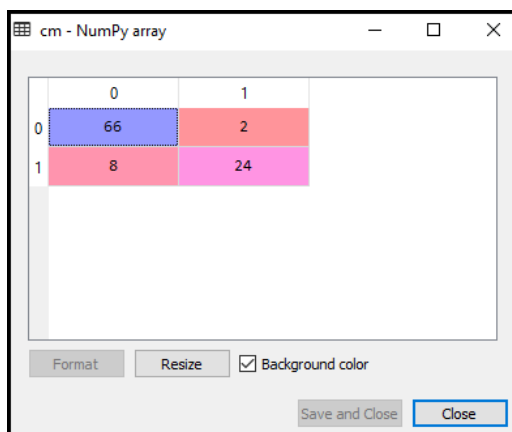 cm - NumPy array
0 1
0 66 2
1 8 24
Format Resize Background color
Save and Close Close